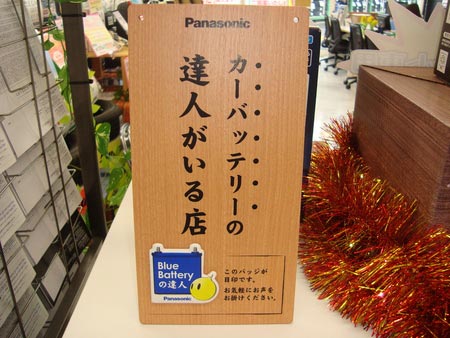 Panasonic
カーバッテリーの
達人がいる店
Blue
Battery
の達人
Panasonic
このバッジが
目印です。
お気軽にお声を
お掛けください。